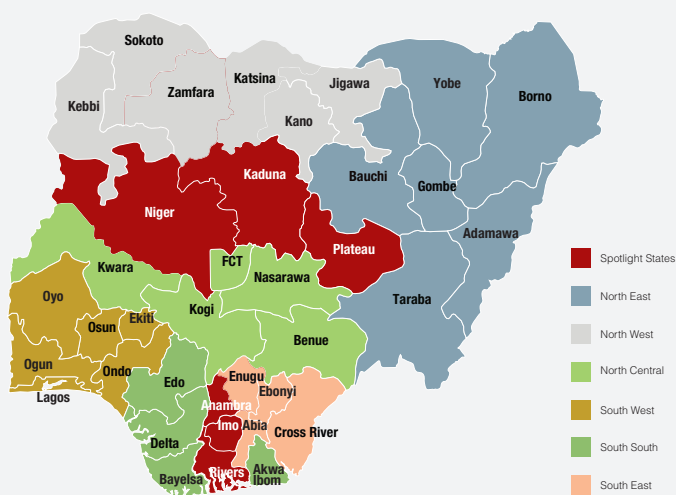 Sokoto
Katsina
Jigawa
Yobe
Borno
Kebbi
Zamfara
Kano
Kaduna
Bauchi
Gombe
Niger
Adamawa
Plateau
FCT
Kwara
Nasarawa
Taraba
Oyo
Kogi
Osun
Ekiti
Benue
Ogun
Ondo
Lagos
Edo
Enugu
Ebonyi
Anambra
Imo
Abia
Cross River
Delta
Rivers
Akwa
Ibom
Bayelsa
Spotlight States
North East
North West
North Central
South West
South South
South East